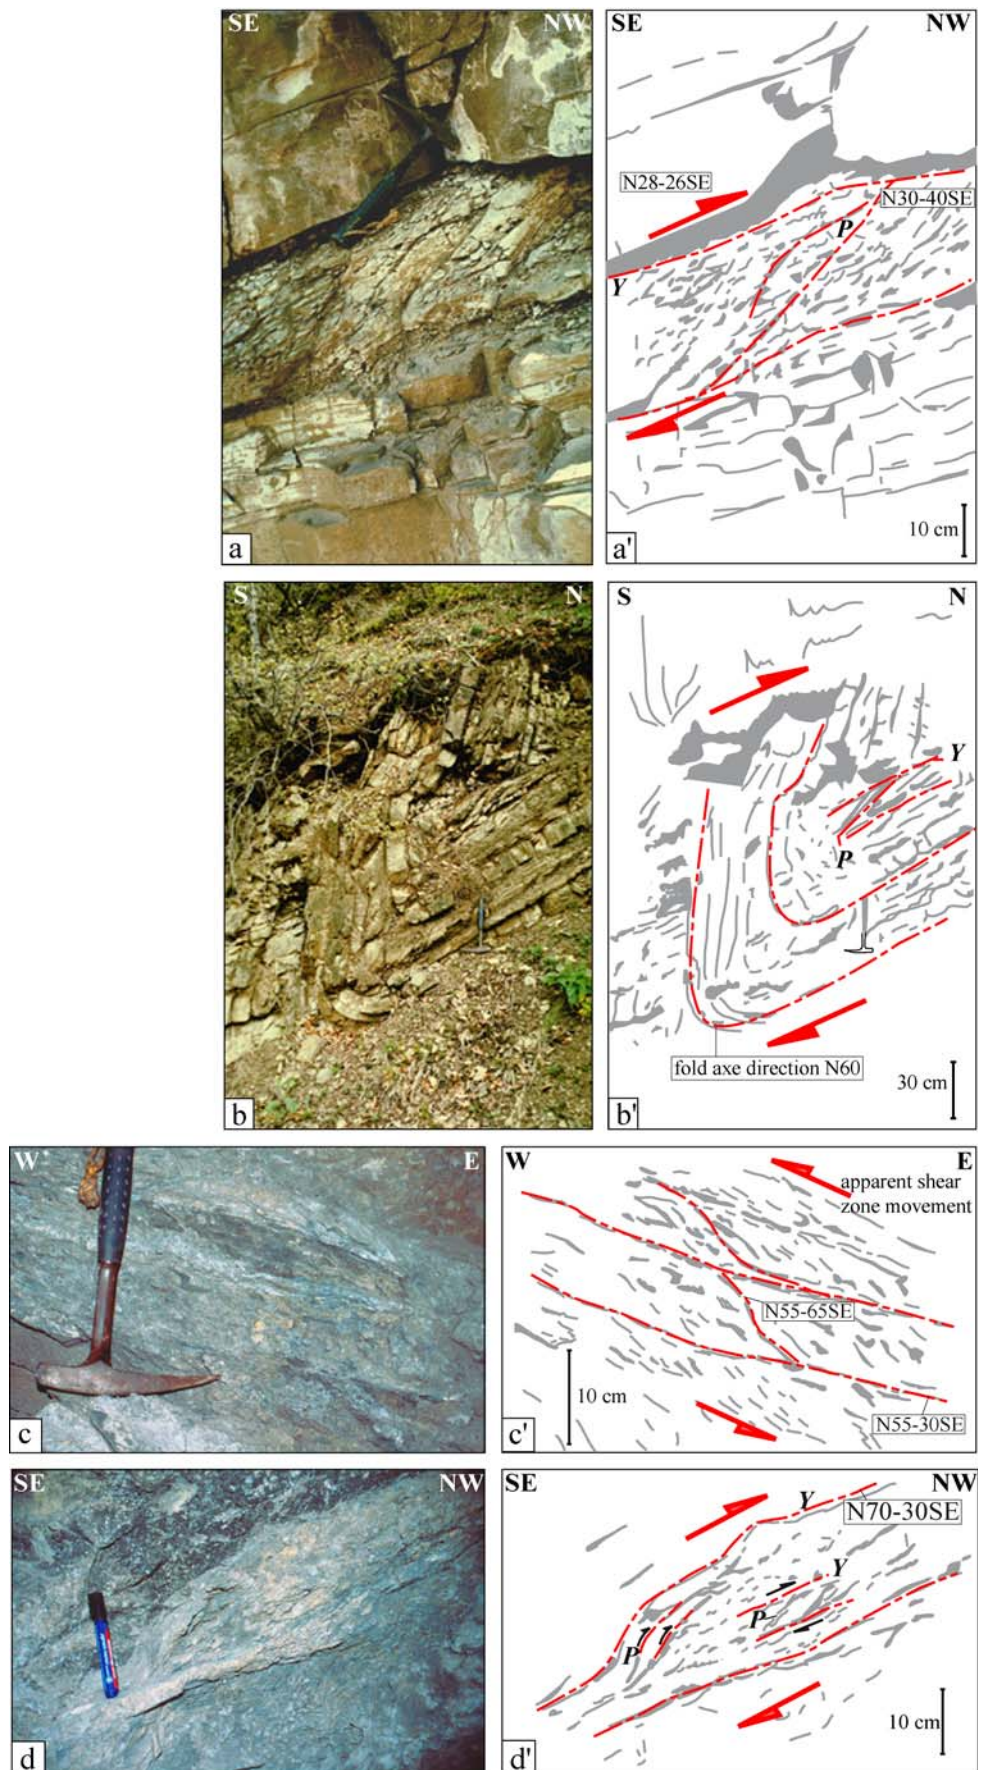 SE NW
SE NW
N28-26SE
N30-40SE
P
Y
a
a'
10 cm
S N
S N
Y
P
fold axe direction N60
30 cm
b
b'
W E
W E
apparent shear
zone movement
N55-65SE
10 cm
N55-30SE
c
c'
SE NW
SE NW
Y
N70-30SE
Y
P
P
10 cm
d
d'